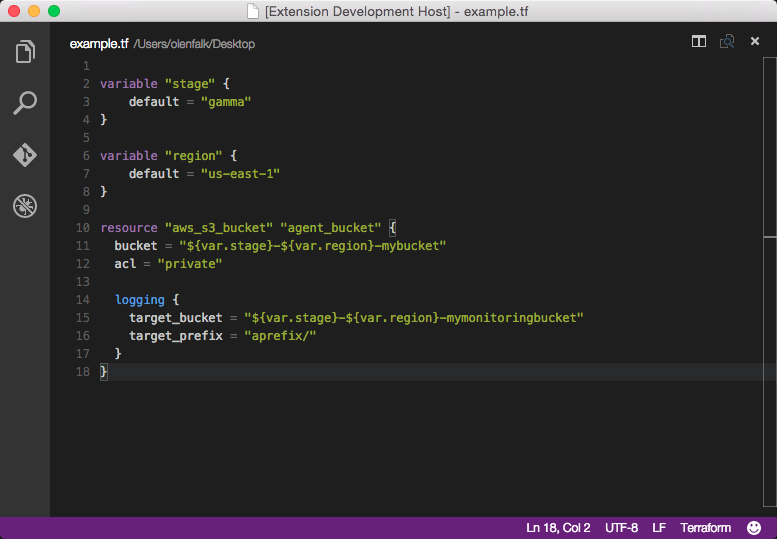 [Extension Development Host] - example.tf
example.tf /Users/olenfalk/Desktop
1
2 variable "stage" {
3     default = "gamma"
4 }
5
6 variable "region" {
7     default = "us-east-1"
8 }
9
10 resource "aws_s3_bucket" "agent_bucket" {
11   bucket = "${var.stage}-${var.region}-mybucket"
12   acl = "private"
13
14   logging {
15     target_bucket = "${var.stage}-${var.region}-mymonitoringbucket"
16     target_prefix = "aprefix/"
17   }
18 }
Ln 18, Col 2 UTF-8 LF Terraform